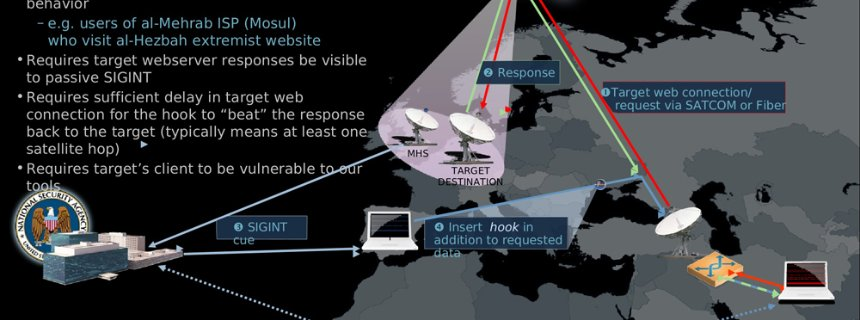 behavior
– e.g. users of al-Mehrab ISP (Mosul)
who visit al-Hezbah extremist website
• Requires target webserver responses be visible
to passive SIGINT
• Requires sufficient delay in target web
connection for the hook to “beat” the response
back to the target (typically means at least one
satellite hop)
• Requires target’s client to be vulnerable to our
tools
❷ Response
❶Target web connection/
request via SATCOM or Fiber
MHS
TARGET
DESTINATION
NATIONAL SECURITY AGENCY
❸ SIGINT
cue
❹ Insert hook in
addition to requested
data